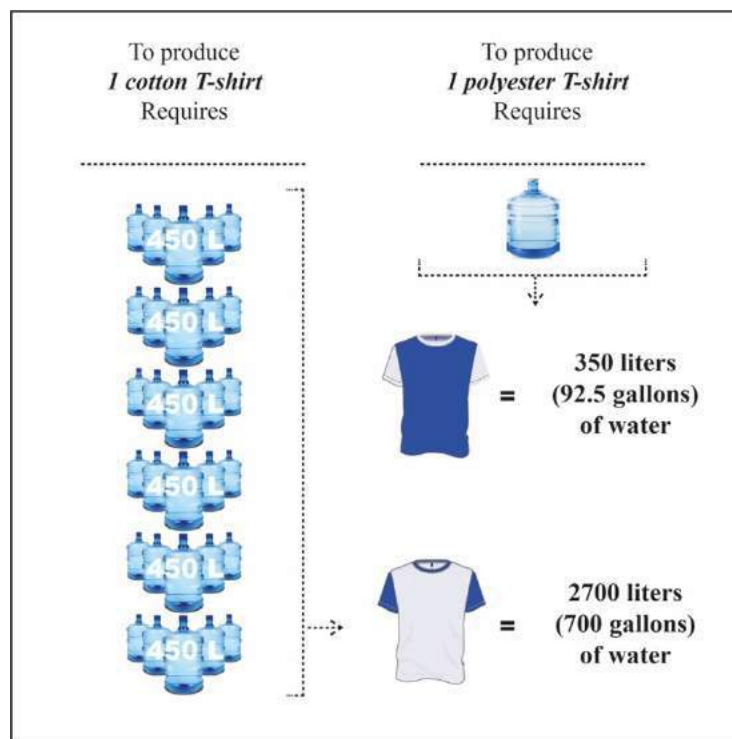 To produce
1 cotton T-shirt
Requires
To produce
1 polyester T-shirt
Requires
450 L
450 L
450 L
450 L
450 L
450 L
=
350 liters
(92.5 gallons)
of water
=
2700 liters
(700 gallons)
of water